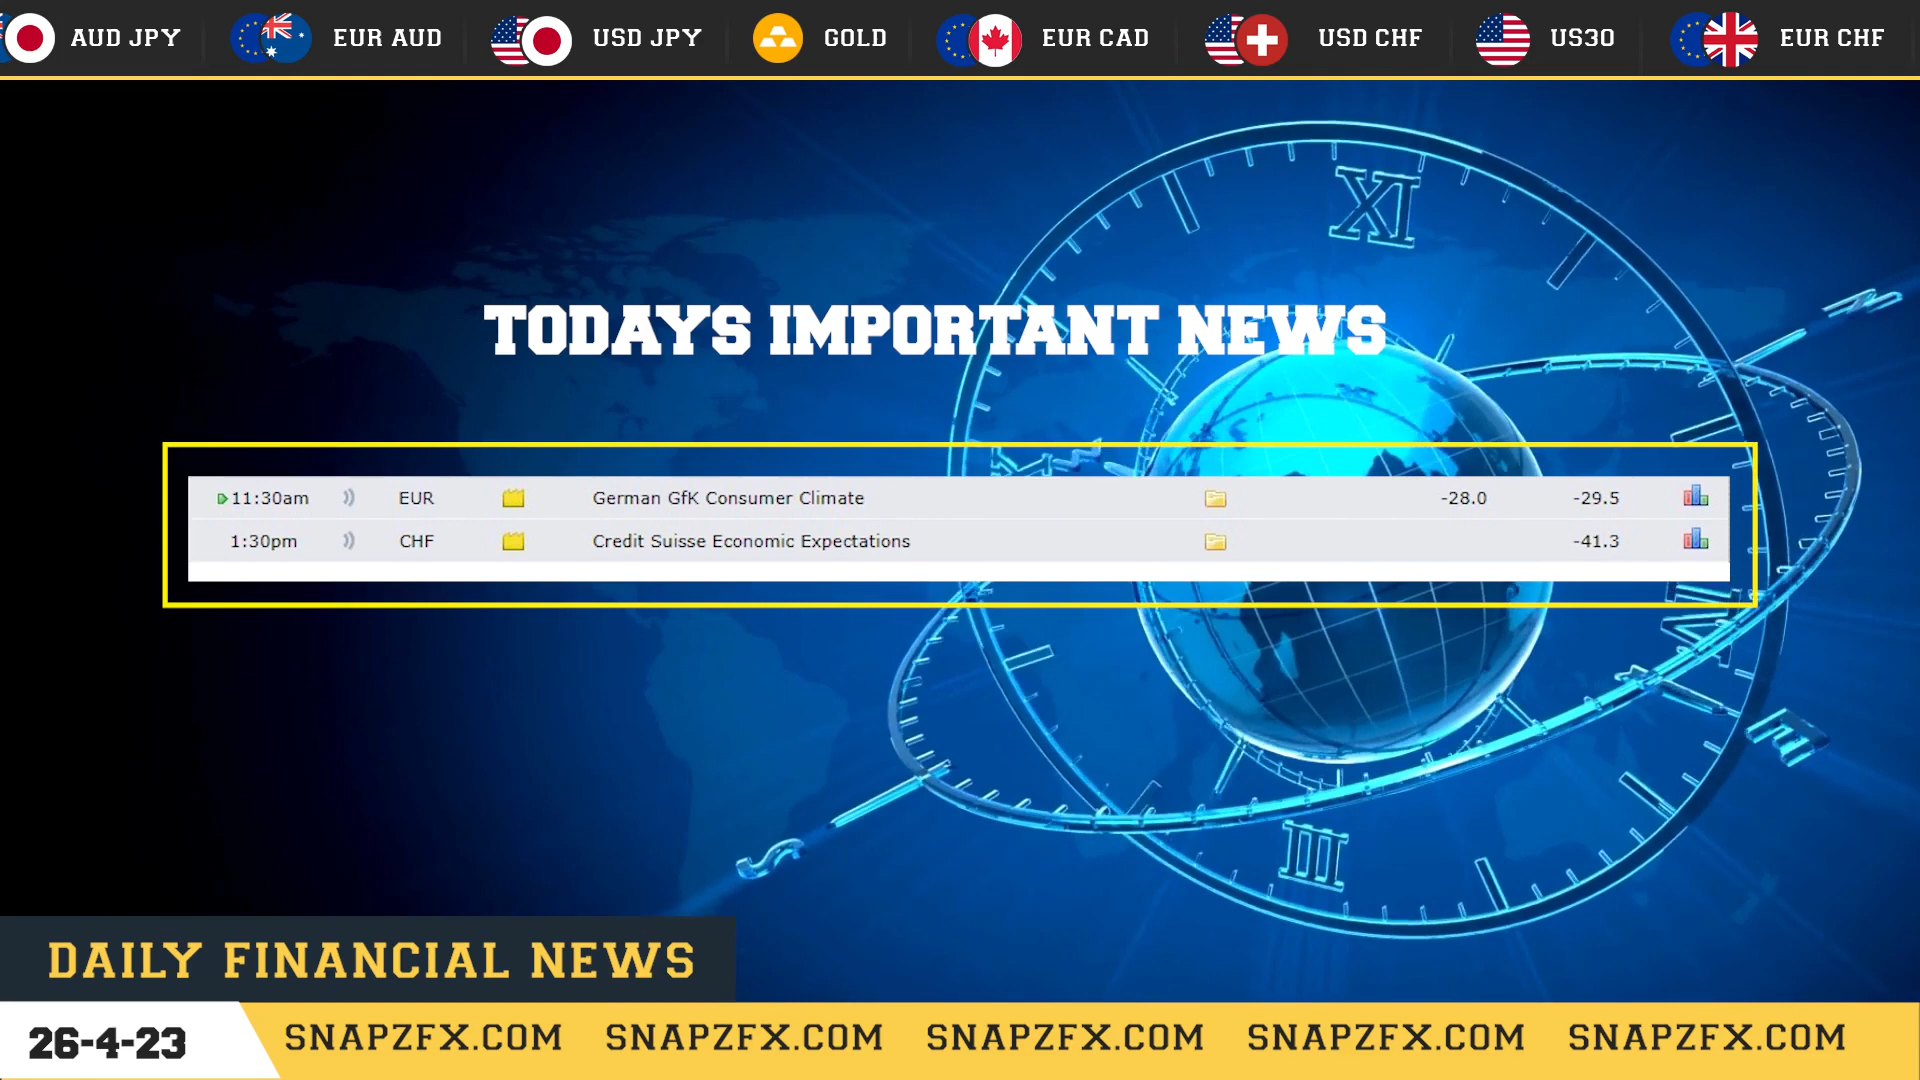 AUD JPY EUR AUD USD JPY GOLD EUR CAD USD CHF US30 EUR CHF
XI
TODAYS IMPORTANT NEWS
11:30am EUR German GfK Consumer Climate -28.0 -29.5
1:30pm CHF Credit Suisse Economic Expectations -41.3
E
III
S
DAILY FINANCIAL NEWS
26-4-23 SNAPZFX.COM SNAPZFX.COM SNAPZFX.COM SNAPZFX.COM SNAPZFX.COM